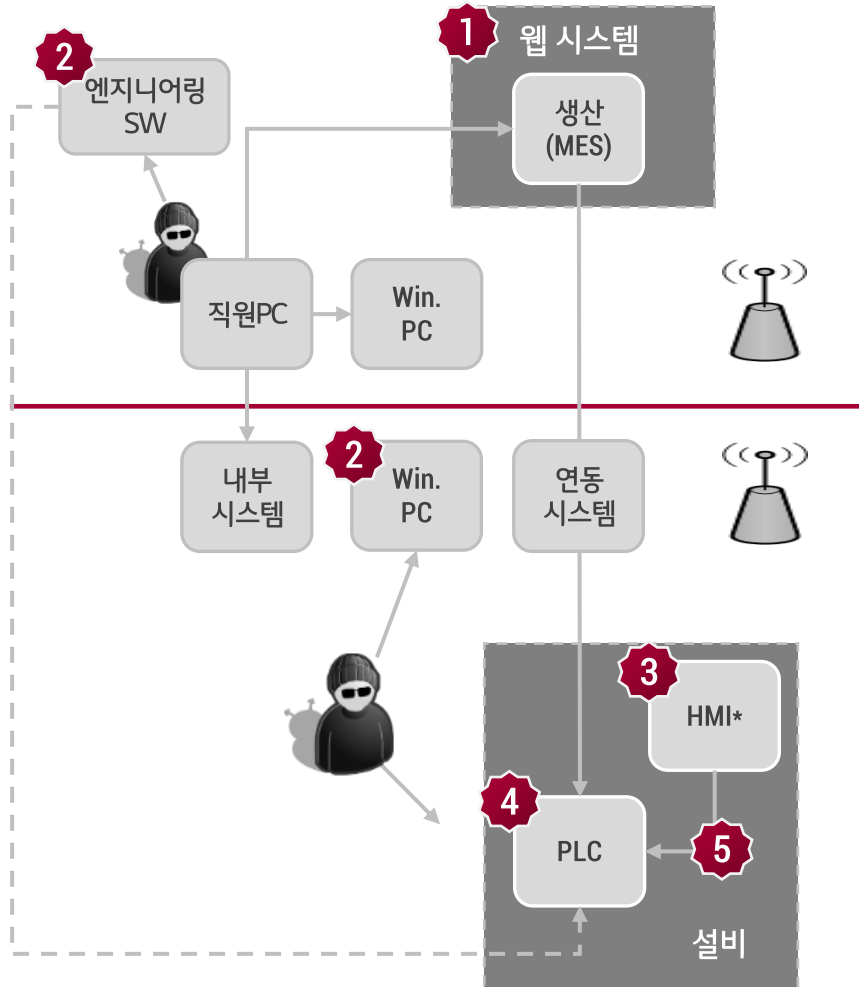 1
웹 시스템
2
엔지니어링
SW
생산
(MES)
직원PC
Win.
PC
내부
시스템
2
Win.
PC
연동
시스템
3
HMI*
4
PLC
5
설비